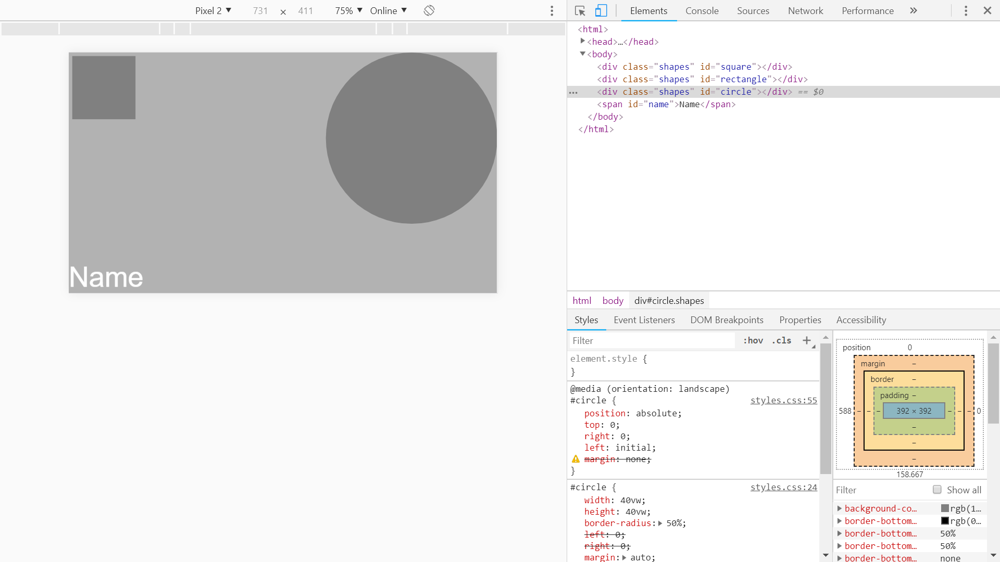 Pixel 2 ▼ 731 × 411 75% ▼ Online ▼
Name
Elements Console Sources Network Performance »
<html>
<head>…</head>
<body>
<div class="shapes" id="square"></div>
<div class="shapes" id="rectangle"></div>
… <div class="shapes" id="circle"></div> == $0
<span id="name">Name</span>
</body>
</html>
html body div#circle.shapes
Styles Event Listeners DOM Breakpoints Properties Accessibility
Filter :hov .cls +
element.style {
}
@media (orientation: landscape)
#circle { styles.css:55
position: absolute;
top: 0;
right: 0;
left: initial;
margin: none;
}
#circle { styles.css:24
width: 40vw;
height: 40vw;
border-radius: 50%;
left: 0;
right: 0;
margin: auto;
position 0
margin –
border –
padding –
588 – – – 392 × 392 – – – 0
–
–
–
158.667
Filter Show all
background-co… rgb(1…
border-bottom… rgb(0…
border-bottom… 50%
border-bottom… 50%
border-bottom… none